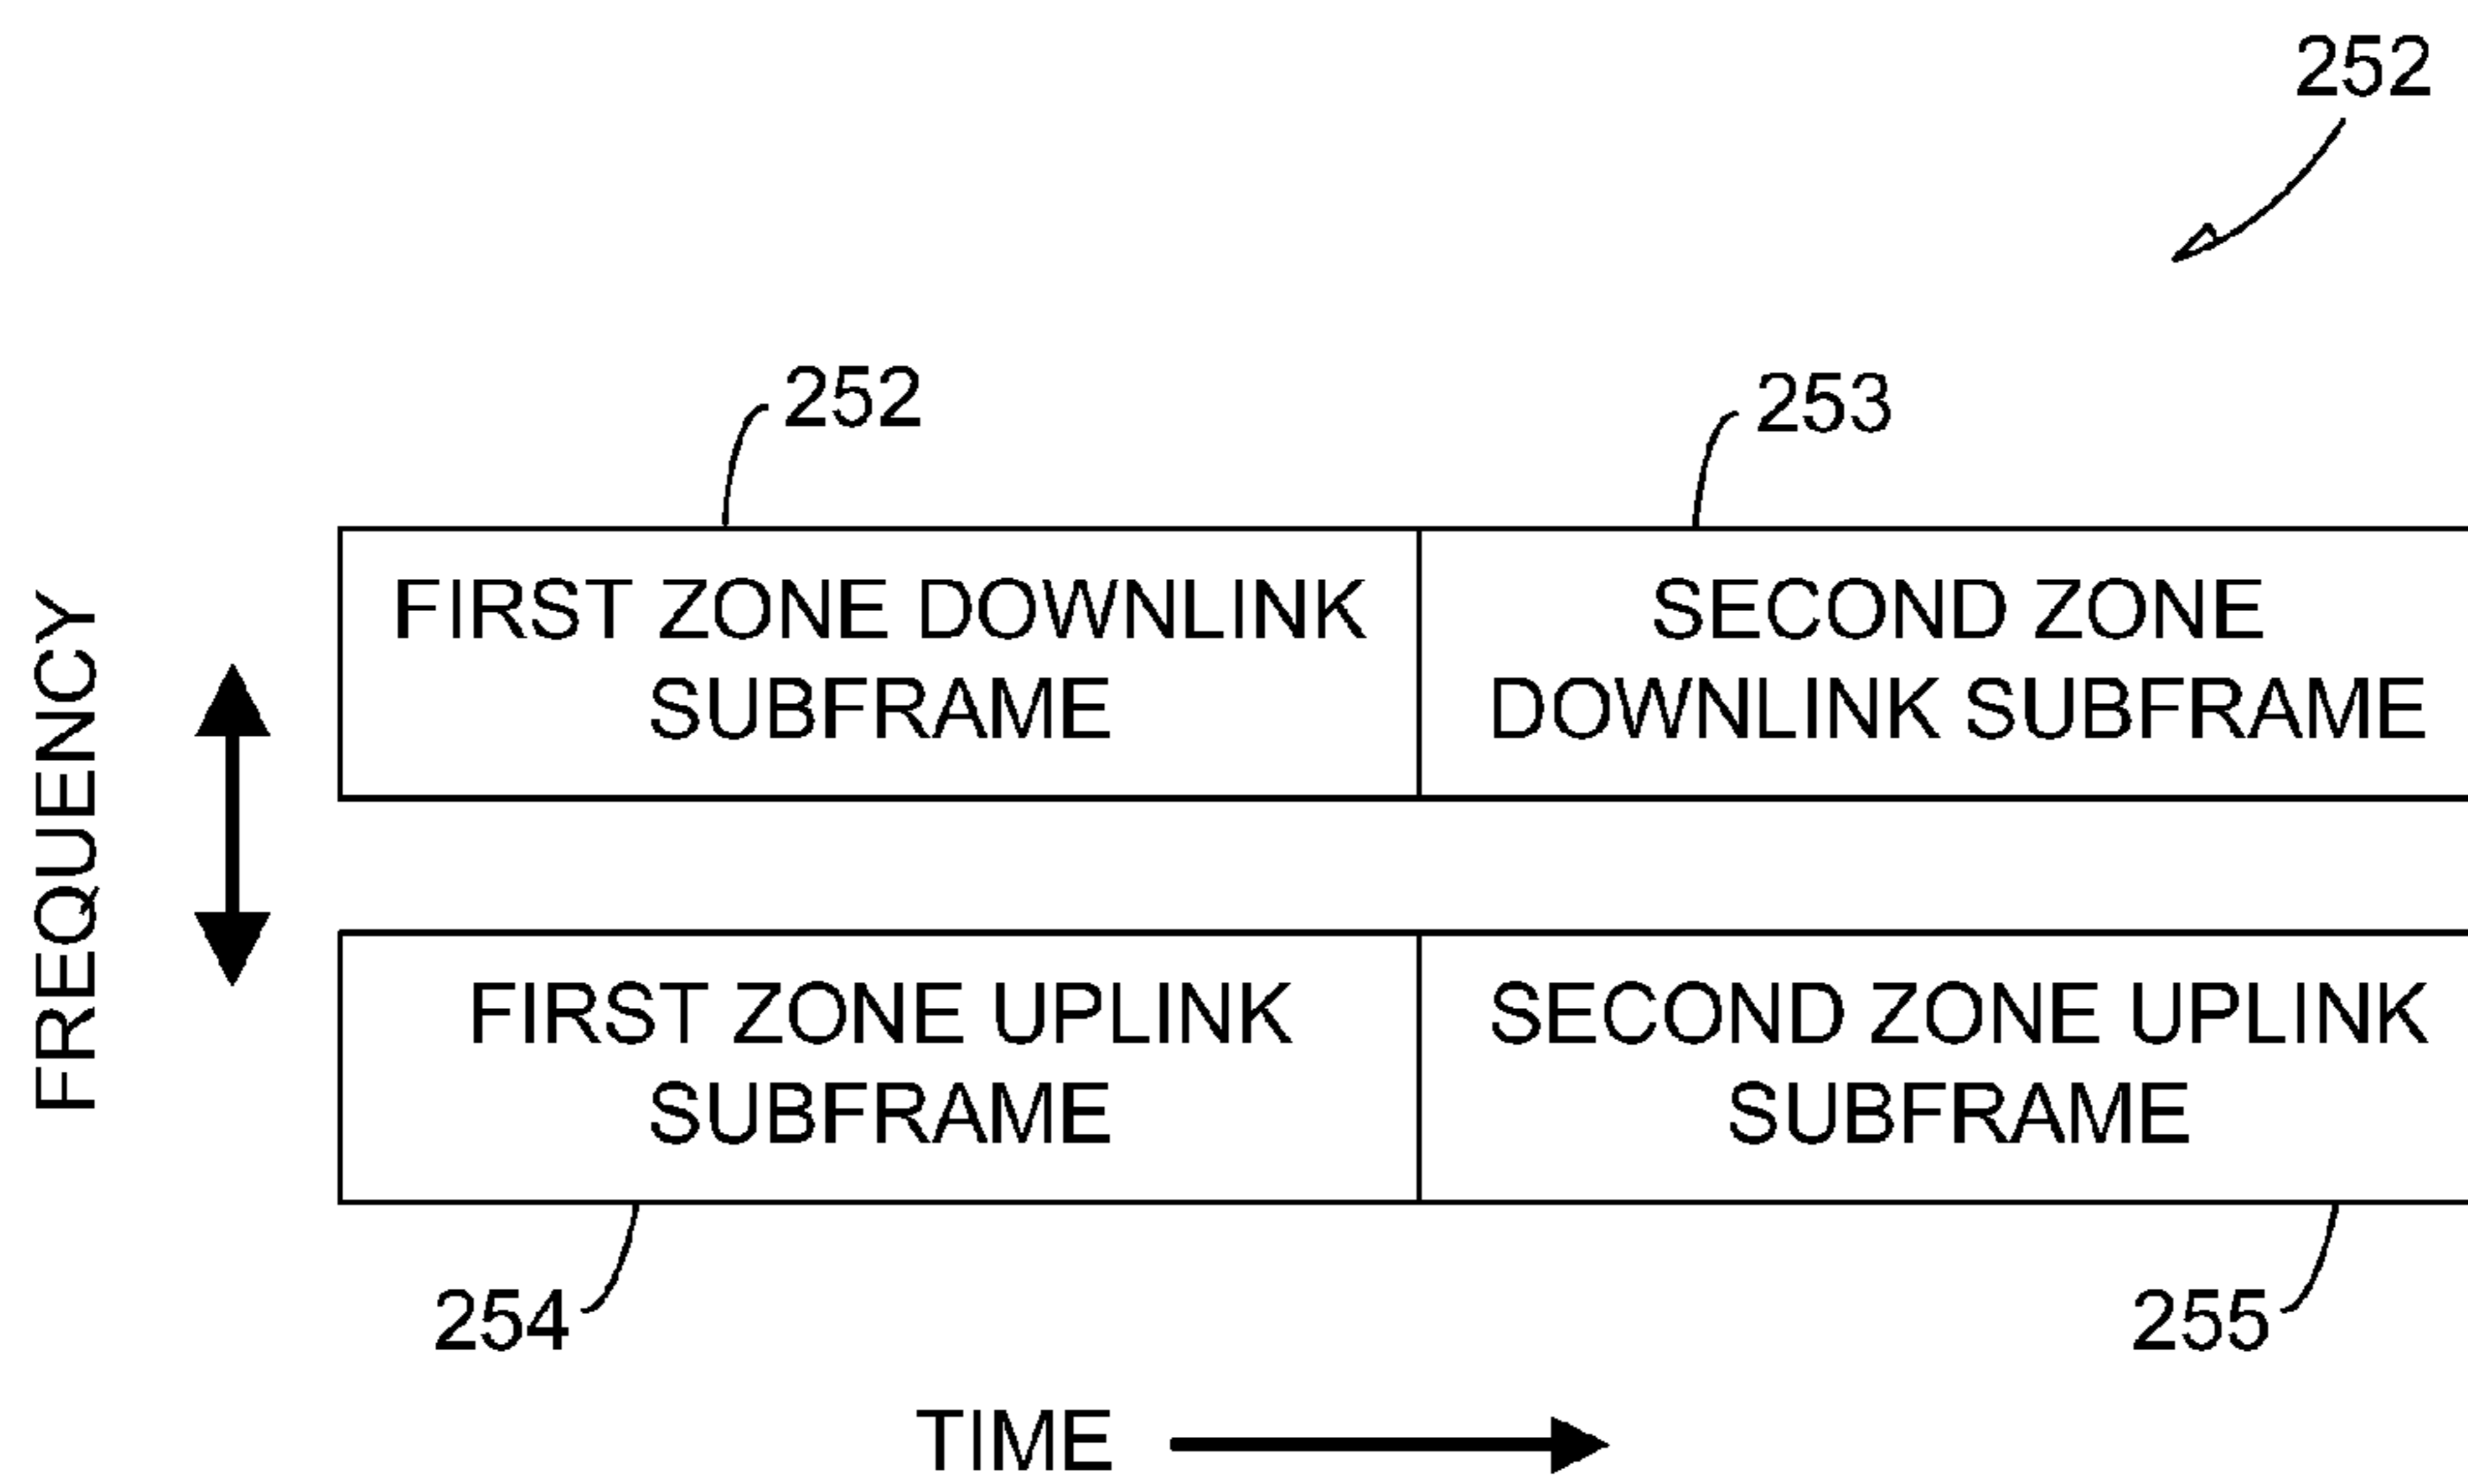 252
252
253
FIRST ZONE DOWNLINK
SUBFRAME
SECOND ZONE
DOWNLINK SUBFRAME
FREQUENCY
FIRST ZONE UPLINK
SUBFRAME
SECOND ZONE UPLINK
SUBFRAME
254
255
TIME